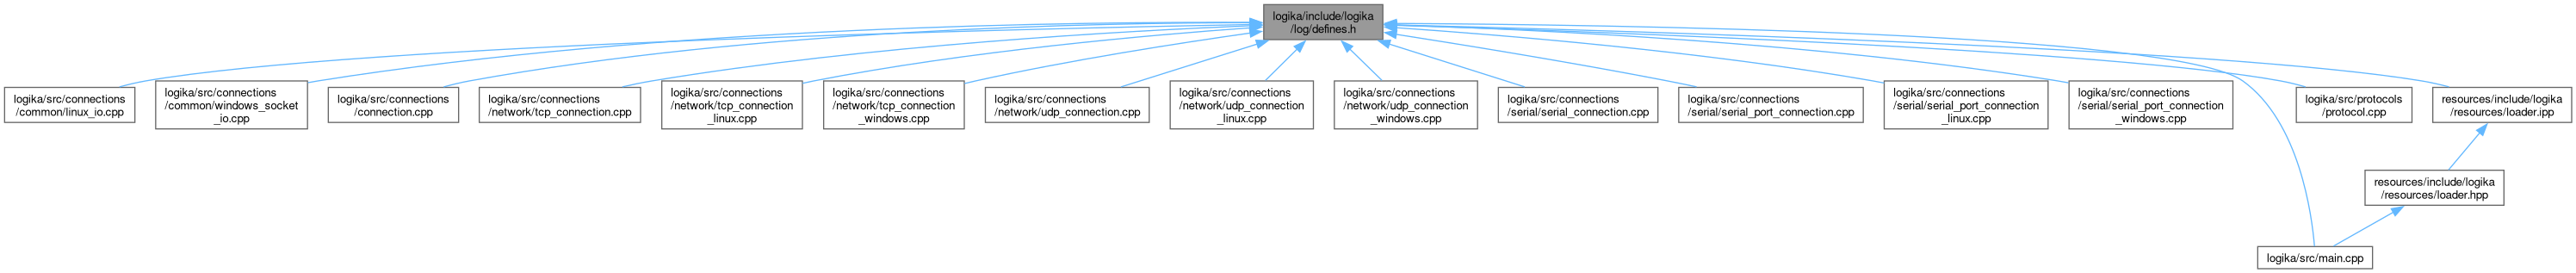 logika/include/logika
/log/defines.h
logika/src/connections
/common/linux_io.cpp
logika/src/connections
/common/windows_socket
_io.cpp
logika/src/connections
/connection.cpp
logika/src/connections
/network/tcp_connection.cpp
logika/src/connections
/network/tcp_connection
_linux.cpp
logika/src/connections
/network/tcp_connection
_windows.cpp
logika/src/connections
/network/udp_connection.cpp
logika/src/connections
/network/udp_connection
_linux.cpp
logika/src/connections
/network/udp_connection
_windows.cpp
logika/src/connections
/serial/serial_connection.cpp
logika/src/connections
/serial/serial_port_connection.cpp
logika/src/connections
/serial/serial_port_connection
_linux.cpp
logika/src/connections
/serial/serial_port_connection
_windows.cpp
logika/src/protocols
/protocol.cpp
resources/include/logika
/resources/loader.ipp
resources/include/logika
/resources/loader.hpp
logika/src/main.cpp